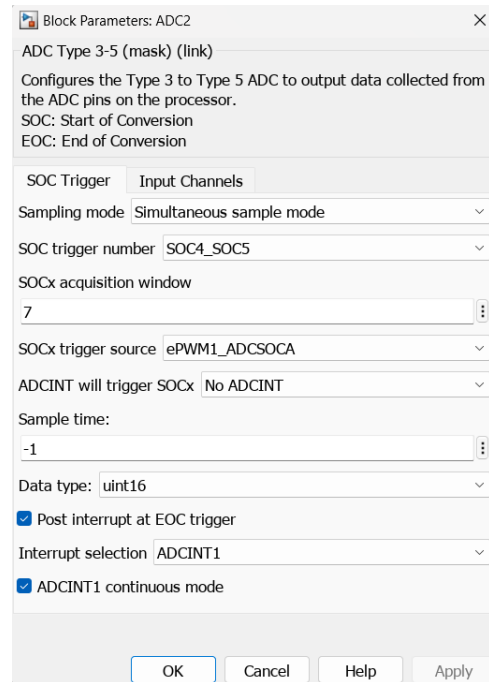 Block Parameters: ADC2
ADC Type 3-5 (mask) (link)
Configures the Type 3 to Type 5 ADC to output data collected from
the ADC pins on the processor.
SOC: Start of Conversion
EOC: End of Conversion
SOC Trigger Input Channels
Sampling mode Simultaneous sample mode
SOC trigger number SOC4_SOC5
SOCx acquisition window
7
SOCx trigger source ePWM1_ADCSOCA
ADCINT will trigger SOCx No ADCINT
Sample time:
-1
Data type: uint16
Post interrupt at EOC trigger
Interrupt selection ADCINT1
ADCINT1 continuous mode
OK Cancel Help Apply